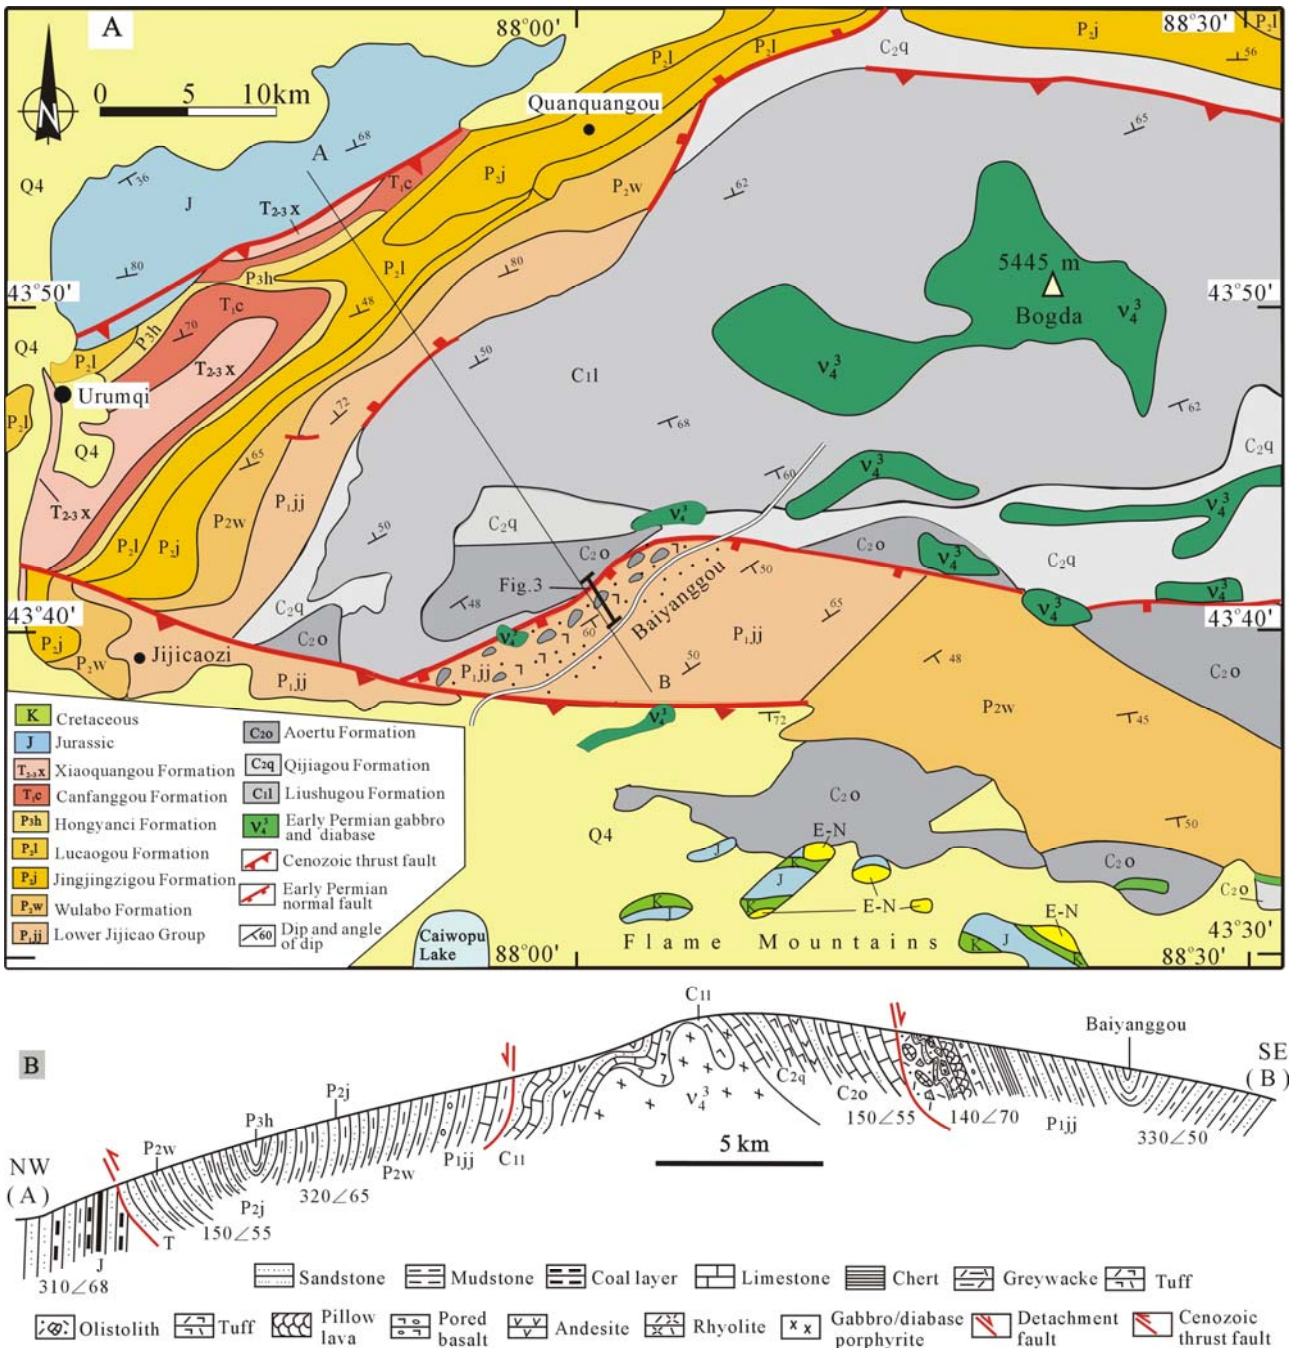 A
88°00'
88°30'
P₂l
P₂j
P₂l
C₂q
56
P₂l
P₂l
0 5 10km
N
Quanquangou
A
68
65
36
Q4
J
T₁c
P₂j
P₂w
62
T₂₋₃x
80
P₃h
P₂l
80
5445 m
43°50'
43°50'
T₁c
48
Bogda
ν₄³
70
P₃h
Q4
P₂l
T₂₋₃x
50
C₁l
ν₄³
Urumqi
72
62
P₂l
68
Q4
C₂q
65
60
ν₄³
T₂₋₃x
P₂w
P₁jj
C₂q
ν₄³
ν₄³
50
P₂l
P₂j
C₂o
C₂o
ν₄³
C₂q
Fig.3
50
ν₄³
43°40'
C₂q
48
60
Baiyanggou
65
ν₄³
43°40'
P₂j
C₂o
ν₄³
P₁jj
P₂w
Jijicaozi
P₁jj
P₁jj
50
48
C₂o
B
P₂w
ν₄³
72
45
K Cretaceous
J Jurassic
T₂₋₃x Xiaoquangou Formation
T₁c Canfanggou Formation
P₃h Hongyanci Formation
P₂l Lucaogou Formation
P₂j Jingjingzigou Formation
P₂w Wulabo Formation
P₁jj Lower Jijicao Group
C₂o Aoertu Formation
C₂q Qijiagou Formation
C₁l Liushugou Formation
ν₄³ Early Permian gabbro
and diabase
Cenozoic thrust fault
Early Permian
normal fault
60 Dip and angle
of dip
C₂o
Q4
E-N
50
J
K
C₂o
J
C₂o
E-N
K
K
E-N
J
Flame Mountains
J
K
K
43°30'
Caiwopu
Lake
88°00'
88°30'
B
C₁l
Baiyanggou
SE
(B)
P₂j
C₂q
P₃h
ν₄³
C₂o
P₂w
150∠55
140∠70
P₁jj
330∠50
NW
(A)
P₁jj
C₁l
P₂w
5 km
320∠65
P₂j
150∠55
T
J
310∠68
Sandstone
Mudstone
Coal layer
Limestone
Chert
Greywacke
Tuff
Olistolith
Tuff
Pillow
lava
Pored
basalt
Andesite
Rhyolite
Gabbro/diabase
porphyrite
Detachment
fault
Cenozoic
thrust fault